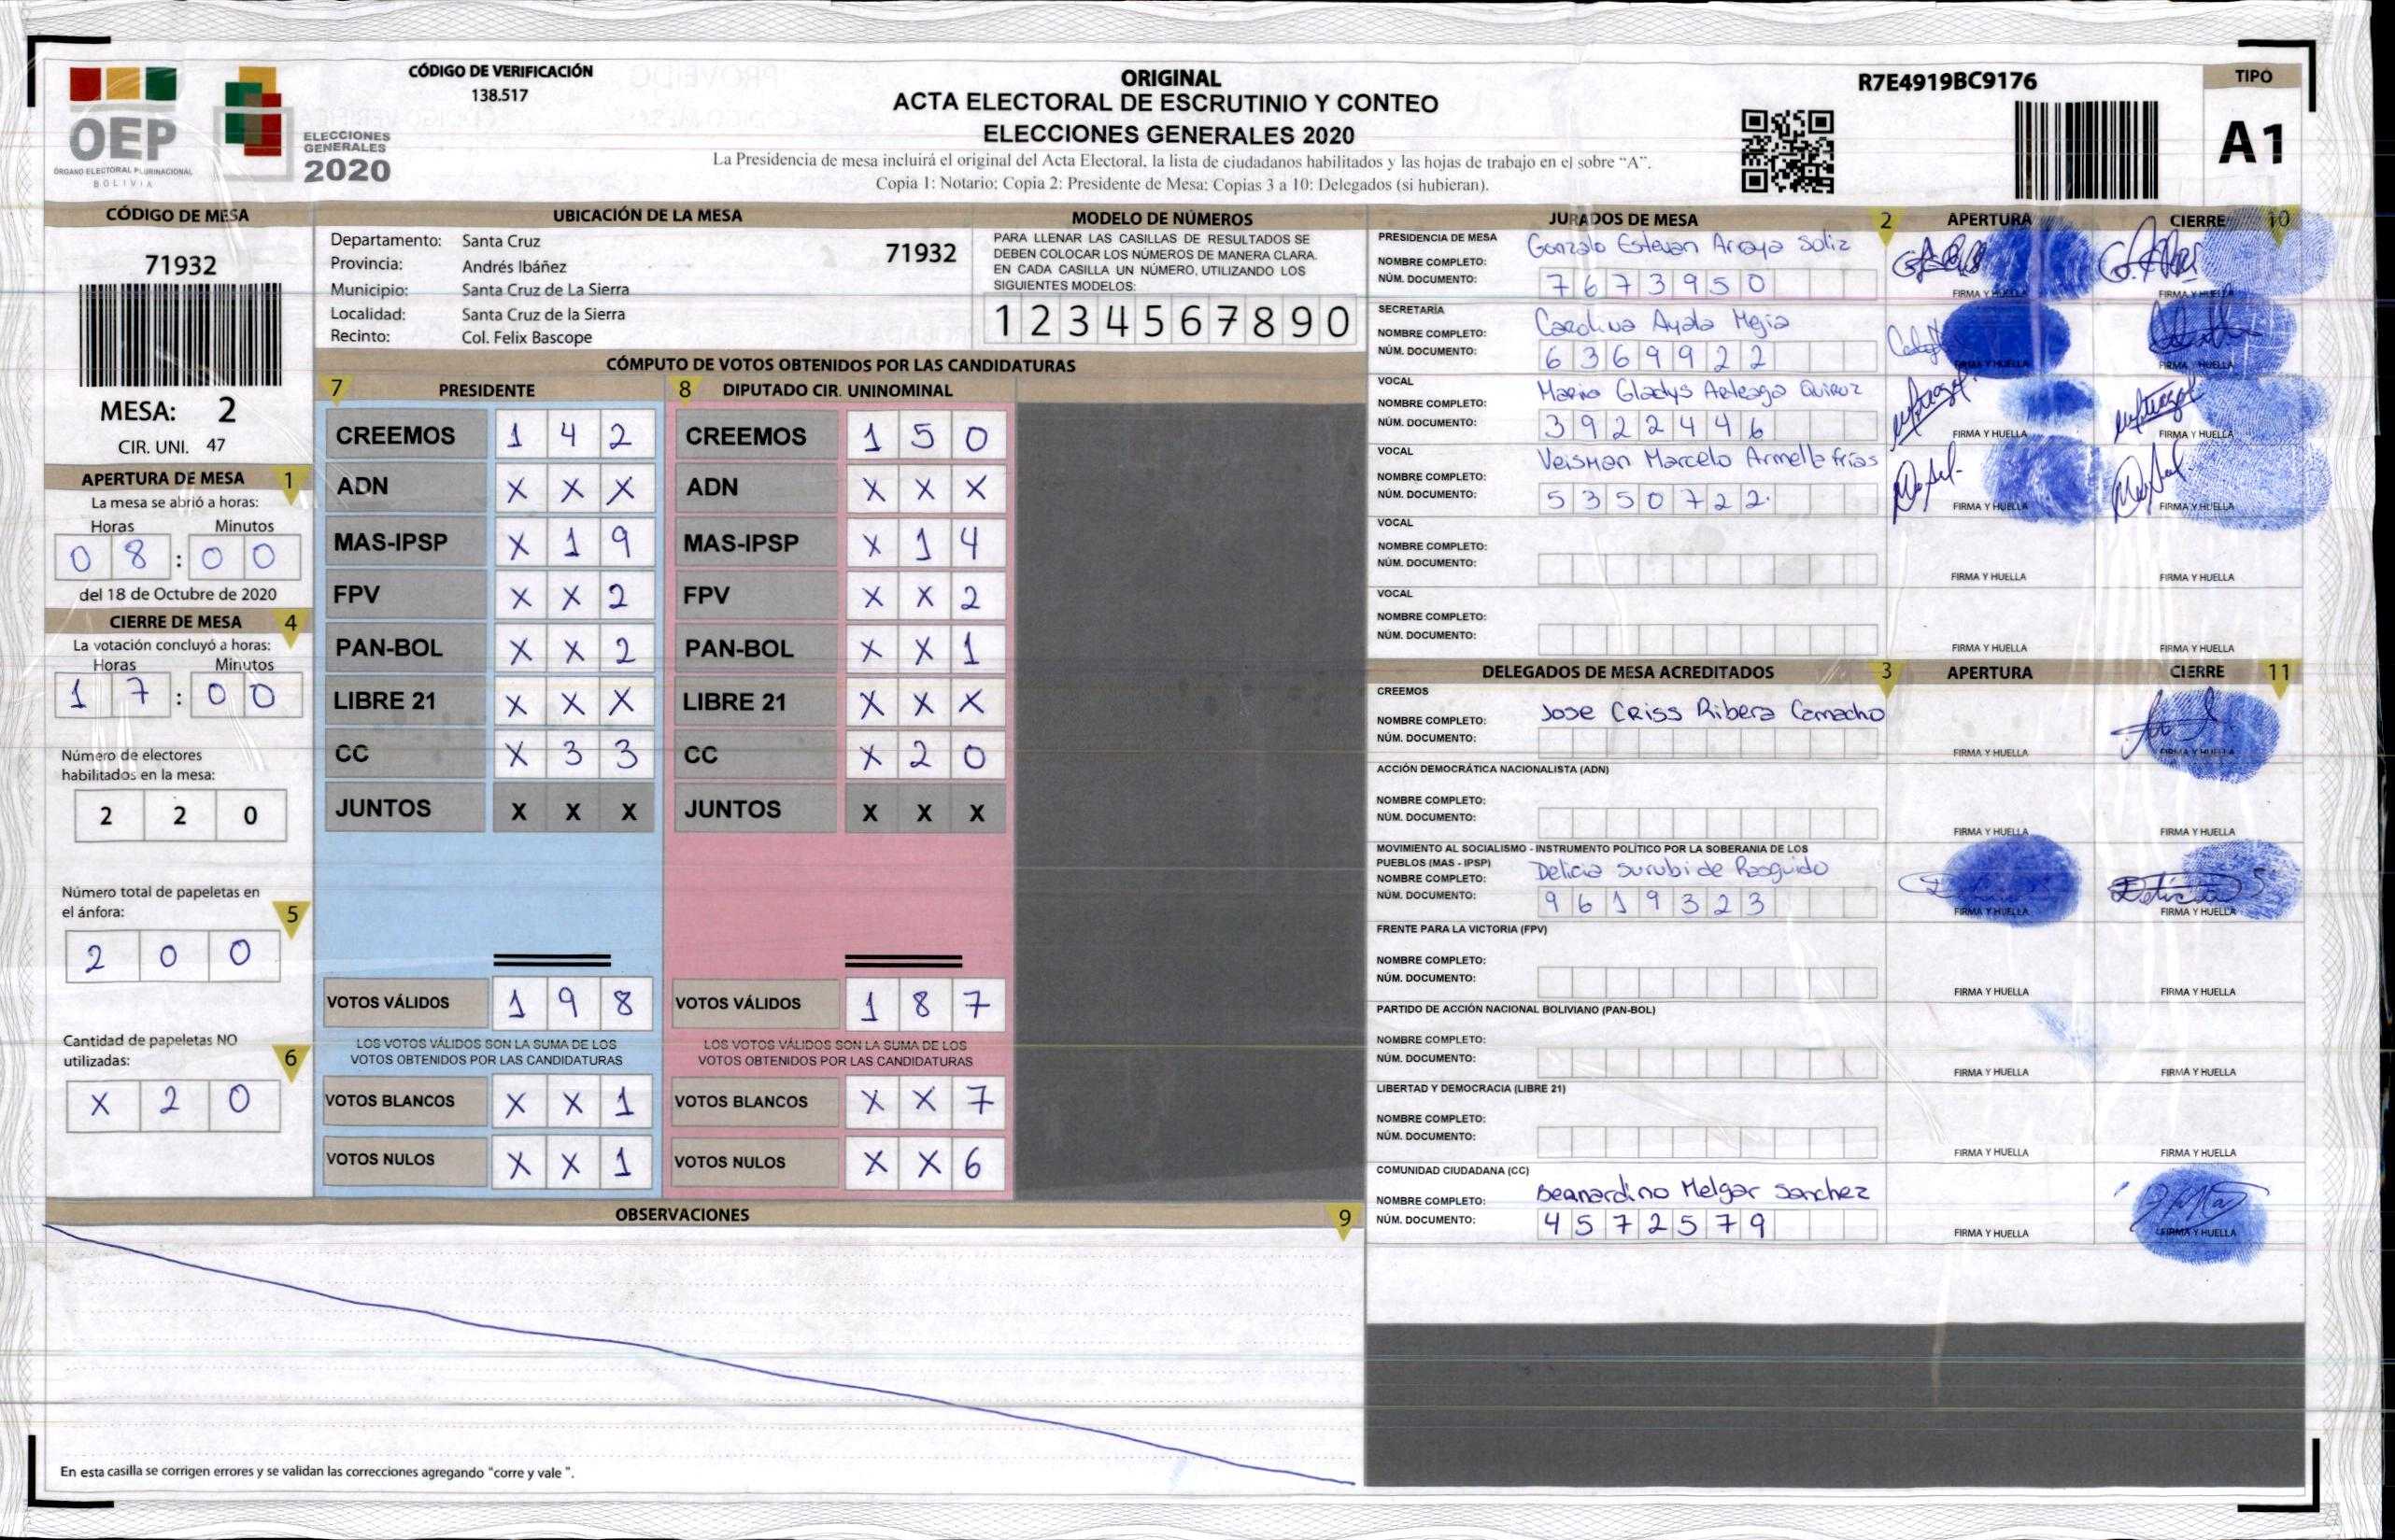 CÓDIGO DE VERIFICACIÓN
138.517
OEP
ÓRGANO ELECTORAL PLURINACIONAL
BOLIVIA
ELECCIONES
GENERALES
2020
ORIGINAL
ACTA ELECTORAL DE ESCRUTINIO Y CONTEO
ELECCIONES GENERALES 2020
La Presidencia de mesa incluirá el original del Acta Electoral, la lista de ciudadanos habilitados y las hojas de trabajo en el sobre “A”.
Copia 1: Notario; Copia 2: Presidente de Mesa; Copias 3 a 10: Delegados (si hubieran).
R7E4919BC9176
TIPO
A1
CÓDIGO DE MESA
71932
MESA: 2
CIR. UNI. 47
APERTURA DE MESA 1
La mesa se abrió a horas:
Horas Minutos
0 8 : 0 0
del 18 de Octubre de 2020
CIERRE DE MESA 4
La votación concluyó a horas:
Horas Minutos
1 7 : 0 0
Número de electores
habilitados en la mesa:
2 2 0
Número total de papeletas en
el ánfora: 5
2 0 0
Cantidad de papeletas NO
utilizadas: 6
X 2 0
UBICACIÓN DE LA MESA
Departamento: Santa Cruz 71932
Provincia: Andrés Ibáñez
Municipio: Santa Cruz de La Sierra
Localidad: Santa Cruz de la Sierra
Recinto: Col. Felix Bascope
MODELO DE NÚMEROS
PARA LLENAR LAS CASILLAS DE RESULTADOS SE
DEBEN COLOCAR LOS NÚMEROS DE MANERA CLARA.
EN CADA CASILLA UN NÚMERO, UTILIZANDO LOS
SIGUIENTES MODELOS:
1 2 3 4 5 6 7 8 9 0
CÓMPUTO DE VOTOS OBTENIDOS POR LAS CANDIDATURAS
7 PRESIDENTE
CREEMOS 1 4 2
ADN X X X
MAS-IPSP X 1 9
FPV X X 2
PAN-BOL X X 2
LIBRE 21 X X X
CC X 3 3
JUNTOS X X X
VOTOS VÁLIDOS 1 9 8
LOS VOTOS VÁLIDOS SON LA SUMA DE LOS
VOTOS OBTENIDOS POR LAS CANDIDATURAS
VOTOS BLANCOS X X 1
VOTOS NULOS X X 1
8 DIPUTADO CIR. UNINOMINAL
CREEMOS 1 5 0
ADN X X X
MAS-IPSP X 1 4
FPV X X 2
PAN-BOL X X 1
LIBRE 21 X X X
CC X 2 0
JUNTOS X X X
VOTOS VÁLIDOS 1 8 7
LOS VOTOS VÁLIDOS SON LA SUMA DE LOS
VOTOS OBTENIDOS POR LAS CANDIDATURAS
VOTOS BLANCOS X X 7
VOTOS NULOS X X 6
OBSERVACIONES 9
En esta casilla se corrigen errores y se validan las correcciones agregando "corre y vale ".
JURADOS DE MESA 2 APERTURA CIERRE 10
PRESIDENCIA DE MESA Gonzalo Estevan Arroyo Soliz
NOMBRE COMPLETO:
NÚM. DOCUMENTO: 7 6 7 3 9 5 0
FIRMA Y HUELLA FIRMA Y HUELLA
SECRETARÍA
NOMBRE COMPLETO: Carolina Ayala Mejia
NÚM. DOCUMENTO: 6 3 6 9 9 2 2
FIRMA Y HUELLA FIRMA Y HUELLA
VOCAL
NOMBRE COMPLETO: Maria Gladys Arteaga Quiroz
NÚM. DOCUMENTO: 3 9 2 2 4 4 6
FIRMA Y HUELLA FIRMA Y HUELLA
VOCAL Veisman Marcelo Armella frias
NOMBRE COMPLETO:
NÚM. DOCUMENTO: 5 3 5 0 7 2 2
FIRMA Y HUELLA FIRMA Y HUELLA
VOCAL
NOMBRE COMPLETO:
NÚM. DOCUMENTO:
FIRMA Y HUELLA FIRMA Y HUELLA
VOCAL
NOMBRE COMPLETO:
NÚM. DOCUMENTO:
FIRMA Y HUELLA FIRMA Y HUELLA
DELEGADOS DE MESA ACREDITADOS 3 APERTURA CIERRE 11
CREEMOS
NOMBRE COMPLETO: Jose Criss Ribera Camacho
NÚM. DOCUMENTO:
FIRMA Y HUELLA FIRMA Y HUELLA
ACCIÓN DEMOCRÁTICA NACIONALISTA (ADN)
NOMBRE COMPLETO:
NÚM. DOCUMENTO:
FIRMA Y HUELLA FIRMA Y HUELLA
MOVIMIENTO AL SOCIALISMO - INSTRUMENTO POLÍTICO POR LA SOBERANIA DE LOS
PUEBLOS (MAS - IPSP)
NOMBRE COMPLETO: Delicia Surubi de Rasguido
NÚM. DOCUMENTO: 9 6 1 9 3 2 3
FIRMA Y HUELLA FIRMA Y HUELLA
FRENTE PARA LA VICTORIA (FPV)
NOMBRE COMPLETO:
NÚM. DOCUMENTO:
FIRMA Y HUELLA FIRMA Y HUELLA
PARTIDO DE ACCIÓN NACIONAL BOLIVIANO (PAN-BOL)
NOMBRE COMPLETO:
NÚM. DOCUMENTO:
FIRMA Y HUELLA FIRMA Y HUELLA
LIBERTAD Y DEMOCRACIA (LIBRE 21)
NOMBRE COMPLETO:
NÚM. DOCUMENTO:
FIRMA Y HUELLA FIRMA Y HUELLA
COMUNIDAD CIUDADANA (CC)
NOMBRE COMPLETO: Bernardino Melgar Sanchez
NÚM. DOCUMENTO: 4 5 7 2 5 7 9
FIRMA Y HUELLA FIRMA Y HUELLA